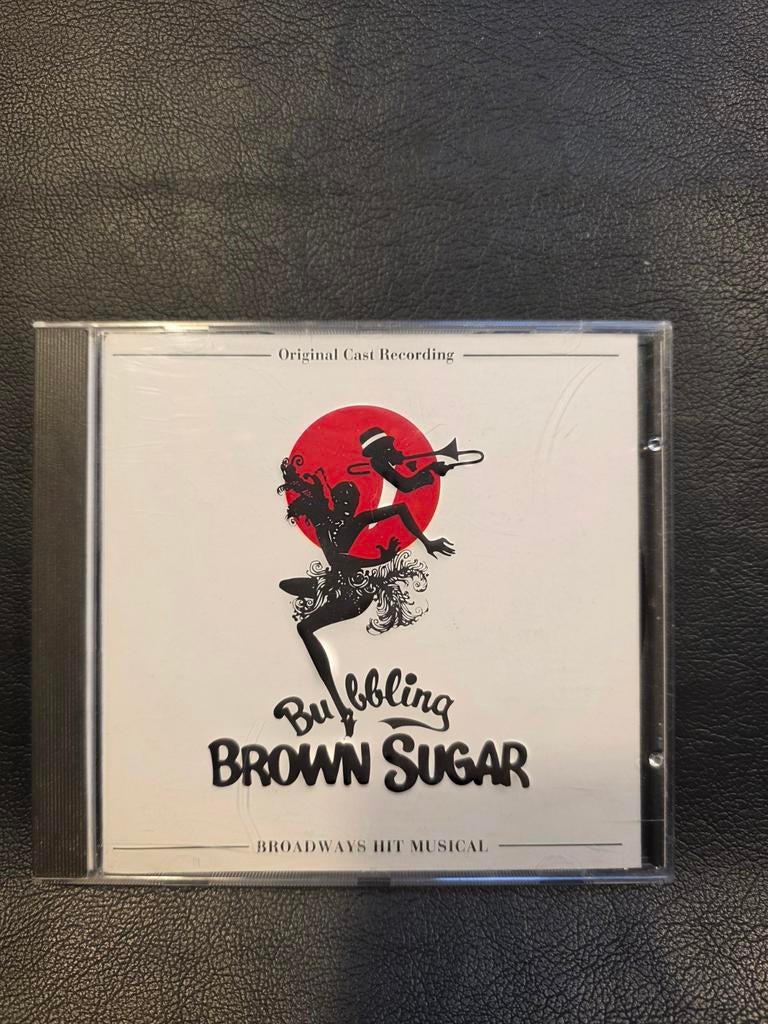 Original Cast Recording
Bubbling
BROWN SUGAR
BROADWAYS HIT MUSICAL